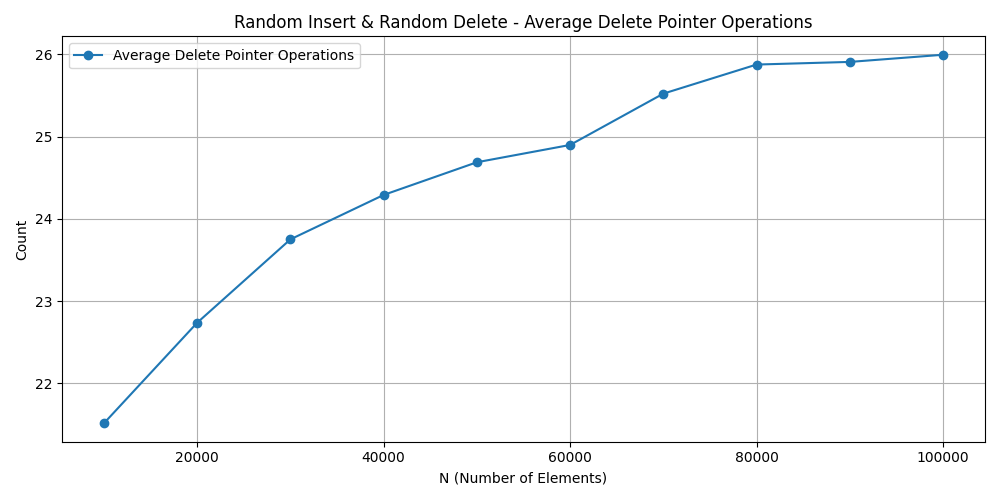 Random Insert & Random Delete - Average Delete Pointer Operations
Average Delete Pointer Operations
26
25
24
23
22
Count
20000
40000
60000
80000
100000
N (Number of Elements)